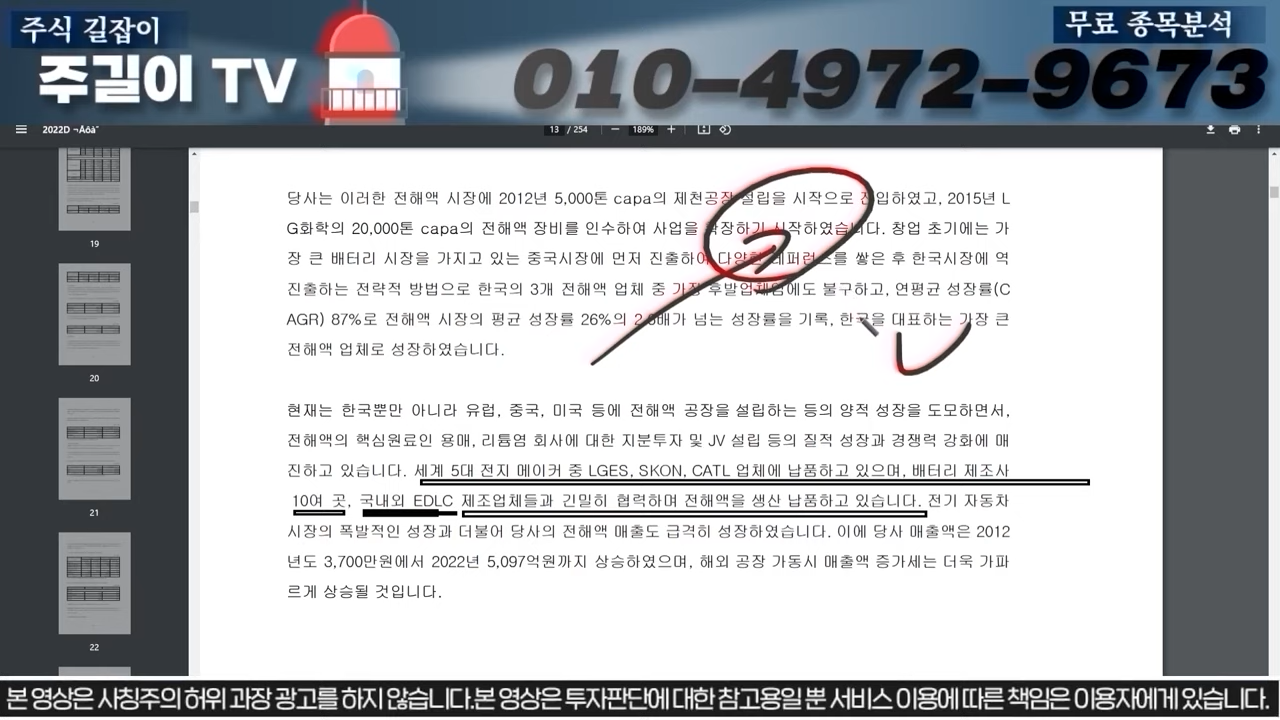 주식 길잡이
주길이 TV
무료 종목분석
010-4972-9673
2022D ¬Äôàˆ
13 / 254
189%
19
20
21
22
당사는 이러한 전해액 시장에 2012년 5,000톤 capa의 제천공장 설립을 시작으로 진입하였고, 2015년 L
G화학의 20,000톤 capa의 전해액 장비를 인수하여 사업을 확장하기 시작하였습니다. 창업 초기에는 가
장 큰 배터리 시장을 가지고 있는 중국시장에 먼저 진출하여 다양한 레퍼런스를 쌓은 후 한국시장에 역
진출하는 전략적 방법으로 한국의 3개 전해액 업체 중 가장 후발업체임에도 불구하고, 연평균 성장률(C
AGR) 87%로 전해액 시장의 평균 성장률 26%의 배가 넘는 성장률을 기록, 한국을 대표하는 가장 큰
전해액 업체로 성장하였습니다.
현재는 한국뿐만 아니라 유럽, 중국, 미국 등에 전해액 공장을 설립하는 등의 양적 성장을 도모하면서,
전해액의 핵심원료인 용매, 리튬염 회사에 대한 지분투자 및 JV 설립 등의 질적 성장과 경쟁력 강화에 매
진하고 있습니다. 세계 5대 전지 메이커 중 LGES, SKON, CATL 업체에 납품하고 있으며, 배터리 제조사
10여 곳, 국내외 EDLC 제조업체들과 긴밀히 협력하며 전해액을 생산 납품하고 있습니다. 전기 자동차
시장의 폭발적인 성장과 더불어 당사의 전해액 매출도 급격히 성장하였습니다. 이에 당사 매출액은 2012
년도 3,700만원에서 2022년 5,097억원까지 상승하였으며, 해외 공장 가동시 매출액 증가세는 더욱 가파
르게 상승될 것입니다.
본 영상은 사칭주의 허위 과장 광고를 하지 않습니다.본 영상은 투자판단에 대한 참고용일 뿐 서비스 이용에 따른 책임은 이용자에게 있습니다.